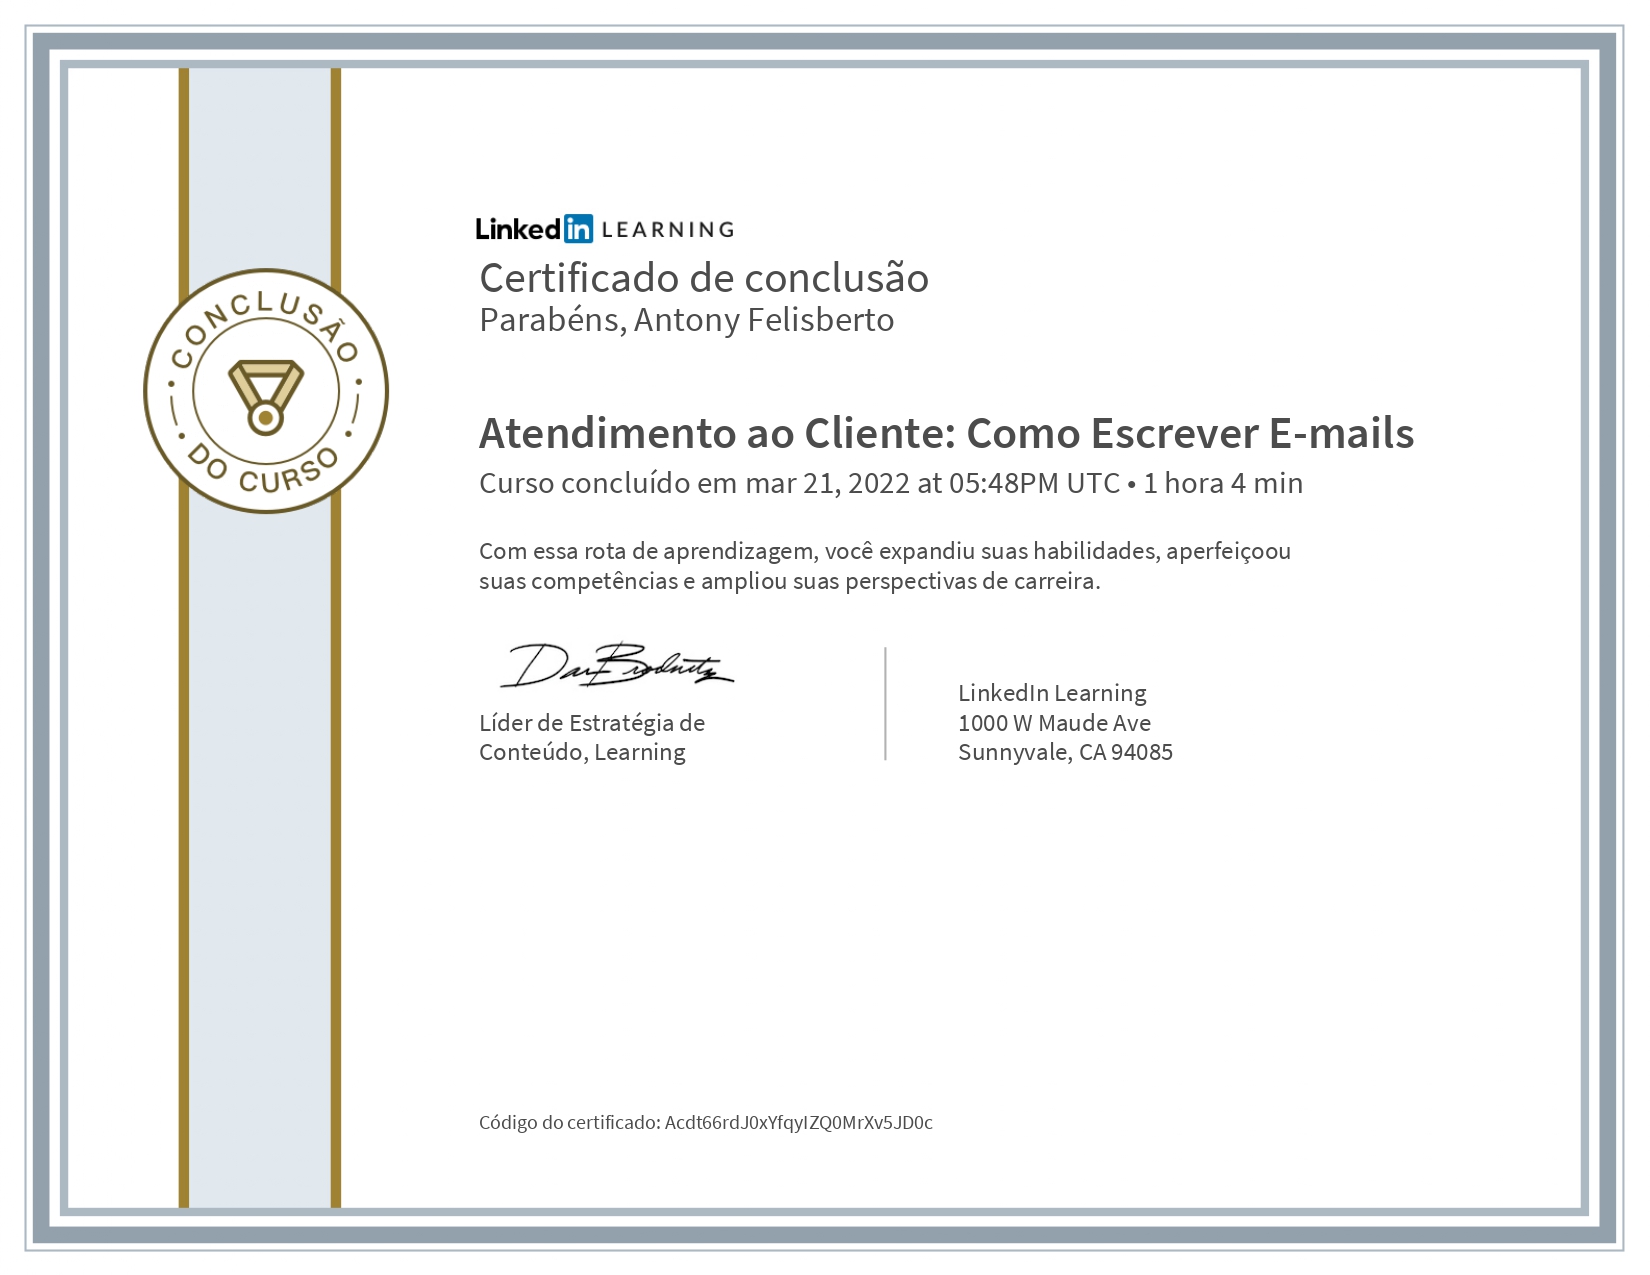 LinkedIn LEARNING
Certificado de conclusão
Parabéns, Antony Felisberto
CONCLUSÃO
DO CURSO
Atendimento ao Cliente: Como Escrever E-mails
Curso concluído em mar 21, 2022 at 05:48PM UTC • 1 hora 4 min
Com essa rota de aprendizagem, você expandiu suas habilidades, aperfeiçoou
suas competências e ampliou suas perspectivas de carreira.
Líder de Estratégia de
Conteúdo, Learning
LinkedIn Learning
1000 W Maude Ave
Sunnyvale, CA 94085
Código do certificado: Acdt66rdJ0xYfqyIZQ0MrXv5JD0c